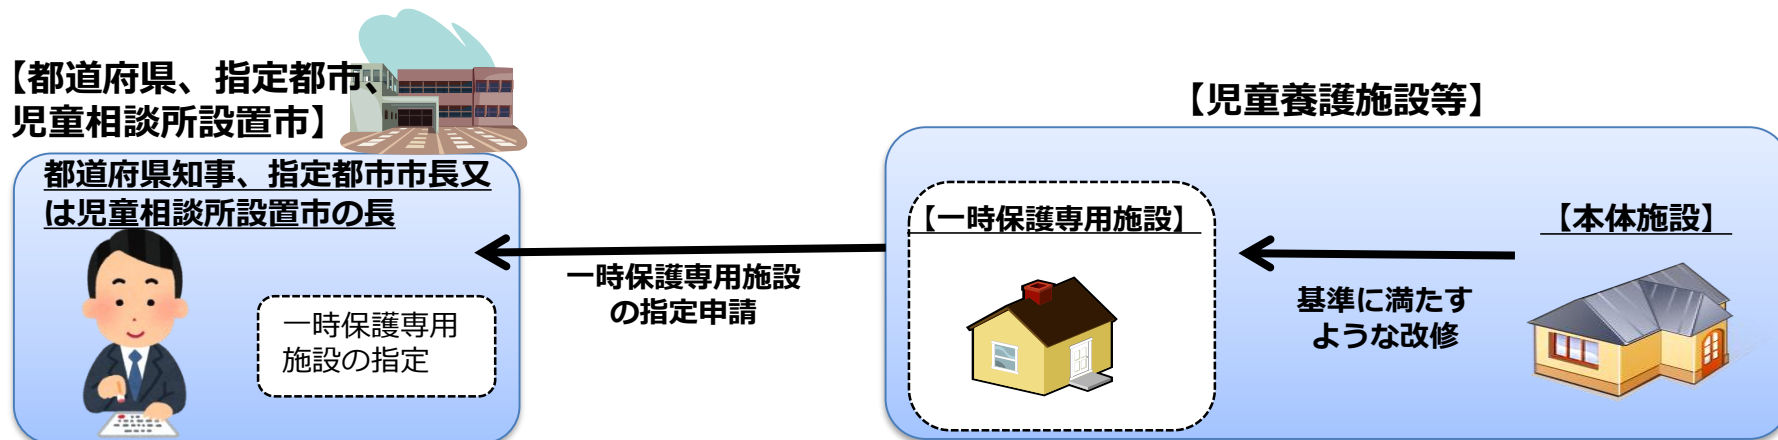 【都道府県、指定都市、
児童相談所設置市】
都道府県知事、指定都市市長又
は児童相談所設置市の長
一時保護専用
施設の指定
一時保護専用施設
の指定申請
【児童養護施設等】
【一時保護専用施設】
基準に満たす
ような改修
【本体施設】